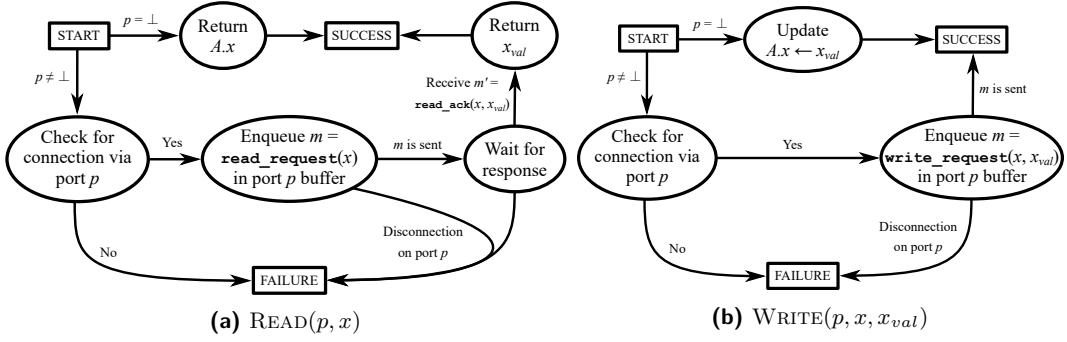 START
p = ⊥
Return
A.x
SUCCESS
Return
x_val
p ≠ ⊥
Receive m′ =
read_ack(x, x_val)
Check for
connection via
port p
Yes
Enqueue m =
read_request(x)
in port p buffer
m is sent
Wait for
response
No
Disconnection
on port p
FAILURE
(a) READ(p, x)
START
p = ⊥
Update
A.x ← x_val
SUCCESS
p ≠ ⊥
m is sent
Check for
connection via
port p
Yes
Enqueue m =
write_request(x, x_val)
in port p buffer
No
Disconnection
on port p
FAILURE
(b) WRITE(p, x, x_val)